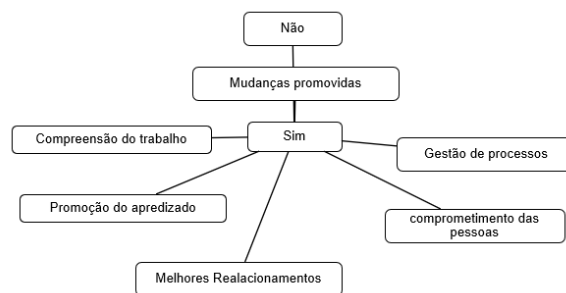 Não
Mudanças promovidas
Sim
Compreensão do trabalho
Gestão de processos
Promoção do apredizado
comprometimento das
pessoas
Melhores Realacionamentos